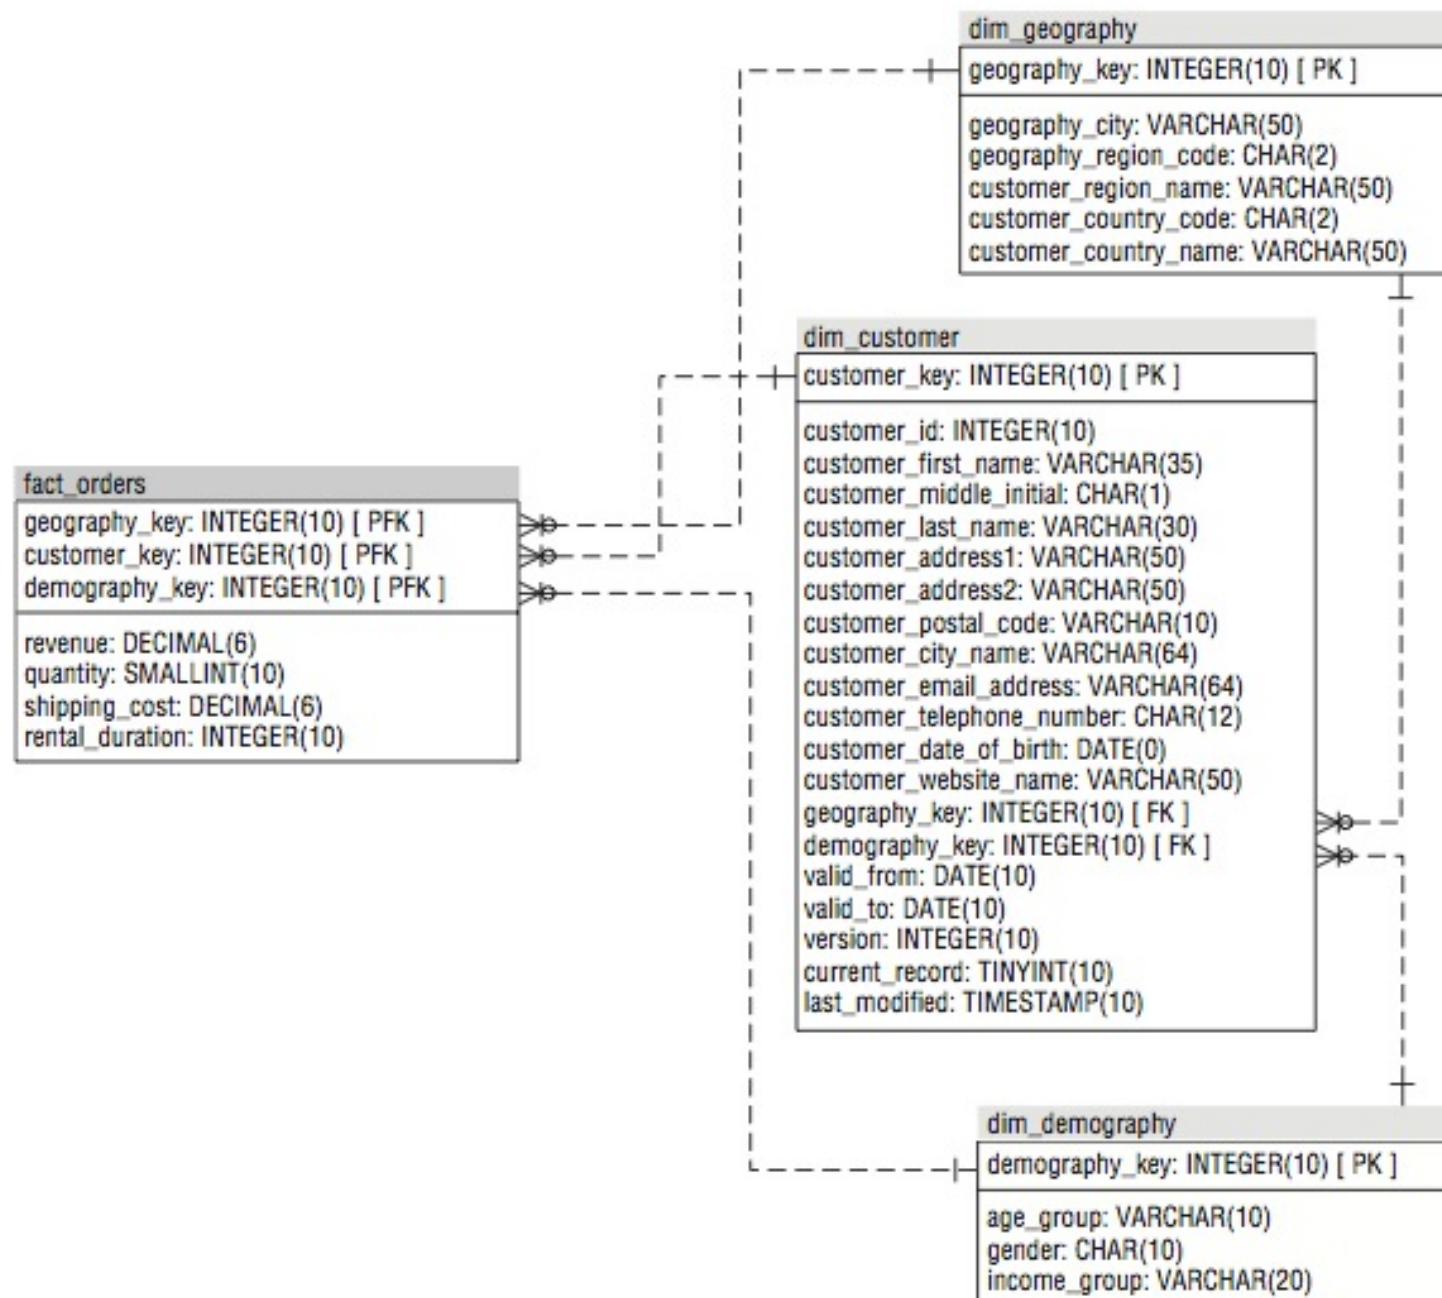 dim_geography
geography_key: INTEGER(10) [ PK ]
geography_city: VARCHAR(50)
geography_region_code: CHAR(2)
customer_region_name: VARCHAR(50)
customer_country_code: CHAR(2)
customer_country_name: VARCHAR(50)
dim_customer
customer_key: INTEGER(10) [ PK ]
customer_id: INTEGER(10)
customer_first_name: VARCHAR(35)
customer_middle_initial: CHAR(1)
customer_last_name: VARCHAR(30)
customer_address1: VARCHAR(50)
customer_address2: VARCHAR(50)
customer_postal_code: VARCHAR(10)
customer_city_name: VARCHAR(64)
customer_email_address: VARCHAR(64)
customer_telephone_number: CHAR(12)
customer_date_of_birth: DATE(0)
customer_website_name: VARCHAR(50)
geography_key: INTEGER(10) [ FK ]
demography_key: INTEGER(10) [ FK ]
valid_from: DATE(10)
valid_to: DATE(10)
version: INTEGER(10)
current_record: TINYINT(10)
last_modified: TIMESTAMP(10)
fact_orders
geography_key: INTEGER(10) [ PFK ]
customer_key: INTEGER(10) [ PFK ]
demography_key: INTEGER(10) [ PFK ]
revenue: DECIMAL(6)
quantity: SMALLINT(10)
shipping_cost: DECIMAL(6)
rental_duration: INTEGER(10)
dim_demography
demography_key: INTEGER(10) [ PK ]
age_group: VARCHAR(10)
gender: CHAR(10)
income_group: VARCHAR(20)